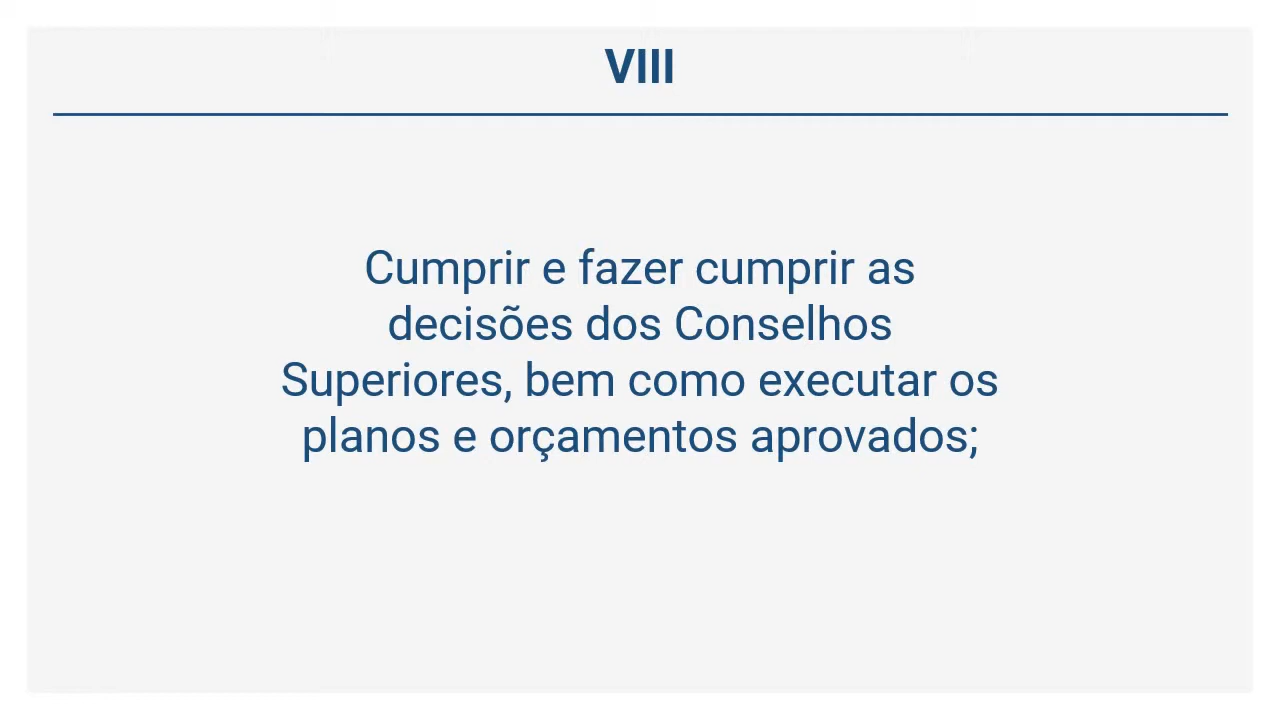 VIII
Cumprir e fazer cumprir as
decisões dos Conselhos
Superiores, bem como executar os
planos e orçamentos aprovados;